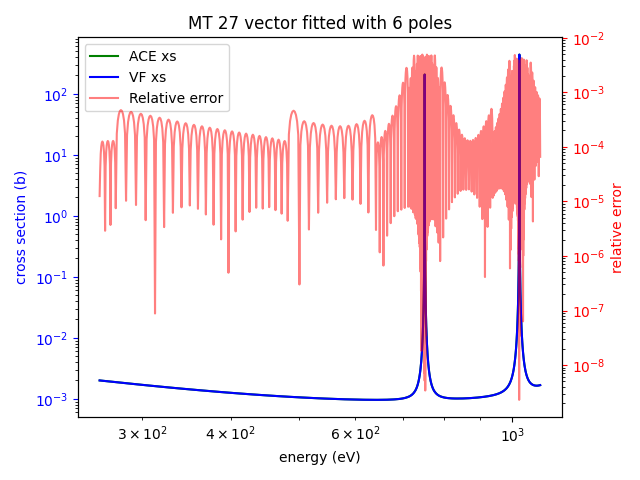 MT 27 vector fitted with 6 poles
ACE xs
VF xs
Relative error
cross section (b)
10²
10¹
10⁰
10⁻¹
10⁻²
10⁻³
10⁻²
10⁻³
10⁻⁴
10⁻⁵
10⁻⁶
10⁻⁷
10⁻⁸
relative error
3 × 10² 4 × 10² 6 × 10² 10³
energy (eV)